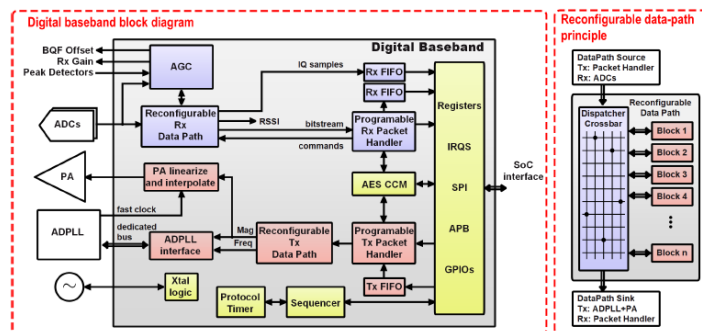 Digital baseband block diagram
BQF Offset
Rx Gain
Peak Detectors
AGC
Digital Baseband
IQ samples
Rx FIFO
Rx FIFO
ADCs
Reconfigurable
Rx
Data Path
RSSI
bitstream
commands
Programable
Rx Packet
Handler
PA
PA linearize
and interpolate
AES CCM
fast clock
ADPLL
dedicated
bus
ADPLL
interface
Mag
Freq
Reconfigurable
Tx
Data Path
Programable
Tx Packet
Handler
Tx FIFO
Xtal
logic
Protocol
Timer
Sequencer
Registers
IRQS
SPI
APB
GPIOs
SoC
interface
Reconfigurable data-path
principle
DataPath Source
Tx: Packet Handler
Rx: ADCs
Reconfigurable
Data Path
Dispatcher
Crossbar
Block 1
Block 2
Block 3
Block 4
Block n
DataPath Sink
Tx: ADPLL+PA
Rx: Packet Handler